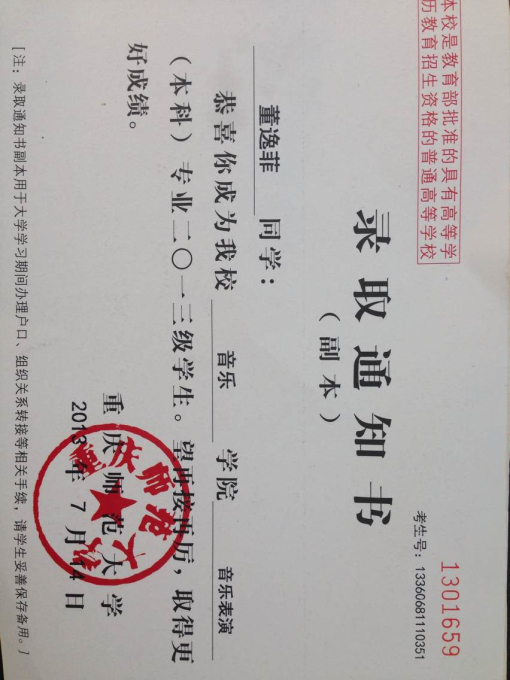 本校是教育部批准的具有高等学
历教育招生资格的普通高等学校
1301659
考生号：13360681110351
录取通知书
（副本）
董逸菲 同学：
恭喜你成为我校 音乐 学院 音乐表演
（本科）专业二〇一三级学生。望再接再厉，取得更
好成绩。
重庆师范大学
2013 年 7 月 14 日
[注：录取通知书副本用于大学学习期间办理户口、组织关系转接等相关手续，请学生妥善保存备用。]